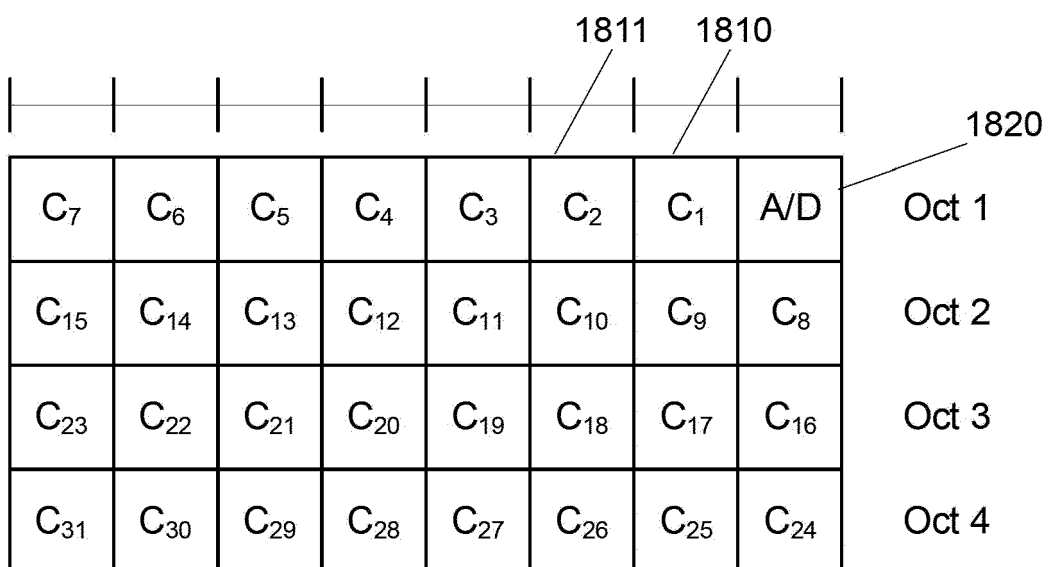 1811 1810
1820
C₇ C₆ C₅ C₄ C₃ C₂ C₁ A/D Oct 1
C₁₅ C₁₄ C₁₃ C₁₂ C₁₁ C₁₀ C₉ C₈ Oct 2
C₂₃ C₂₂ C₂₁ C₂₀ C₁₉ C₁₈ C₁₇ C₁₆ Oct 3
C₃₁ C₃₀ C₂₉ C₂₈ C₂₇ C₂₆ C₂₅ C₂₄ Oct 4